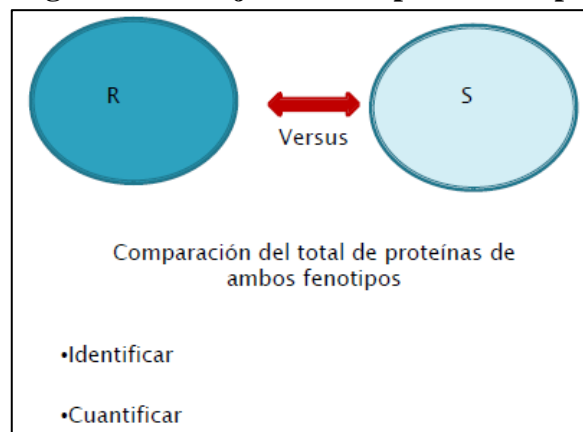 R
S
Versus
Comparación del total de proteínas de
ambos fenotipos
•Identificar
•Cuantificar